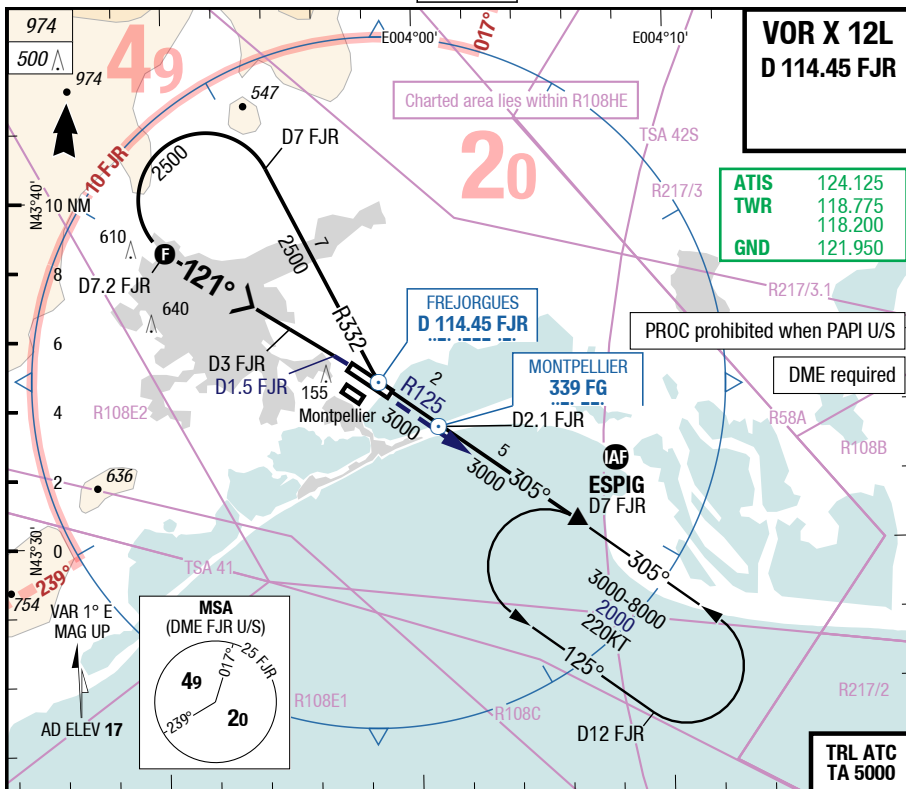 974
500
49
974
547
E004°00'
017°
E004°10'
VOR X 12L
D 114.45 FJR
Charted area lies within R108HE
TSA 42S
D7 FJR
2500
10 FJR
20
ATIS 124.125
TWR 118.775
118.200
GND 121.950
R217/3
N43°40'
10 NM
610
F
-121°
2500
7
8
D7.2 FJR
640
R332
FREJORGUES
D 114.45 FJR
R217/3.1
PROC prohibited when PAPI U/S
6
D3 FJR
D1.5 FJR
2
MONTPELLIER
339 FG
DME required
155
R125
Montpellier
3000
D2.1 FJR
4
R108E2
R58A
R108B
5
305°
3000
IAF
ESPIG
D7 FJR
636
2
N43°30'
0
305°
TSA 41
239°
754
3000-8000
2000
220KT
VAR 1° E
MAG UP
MSA
(DME FJR U/S)
017°
25 FJR
49
239°
20
125°
R108E1
R108C
R217/2
AD ELEV 17
D12 FJR
TRL ATC
TA 5000